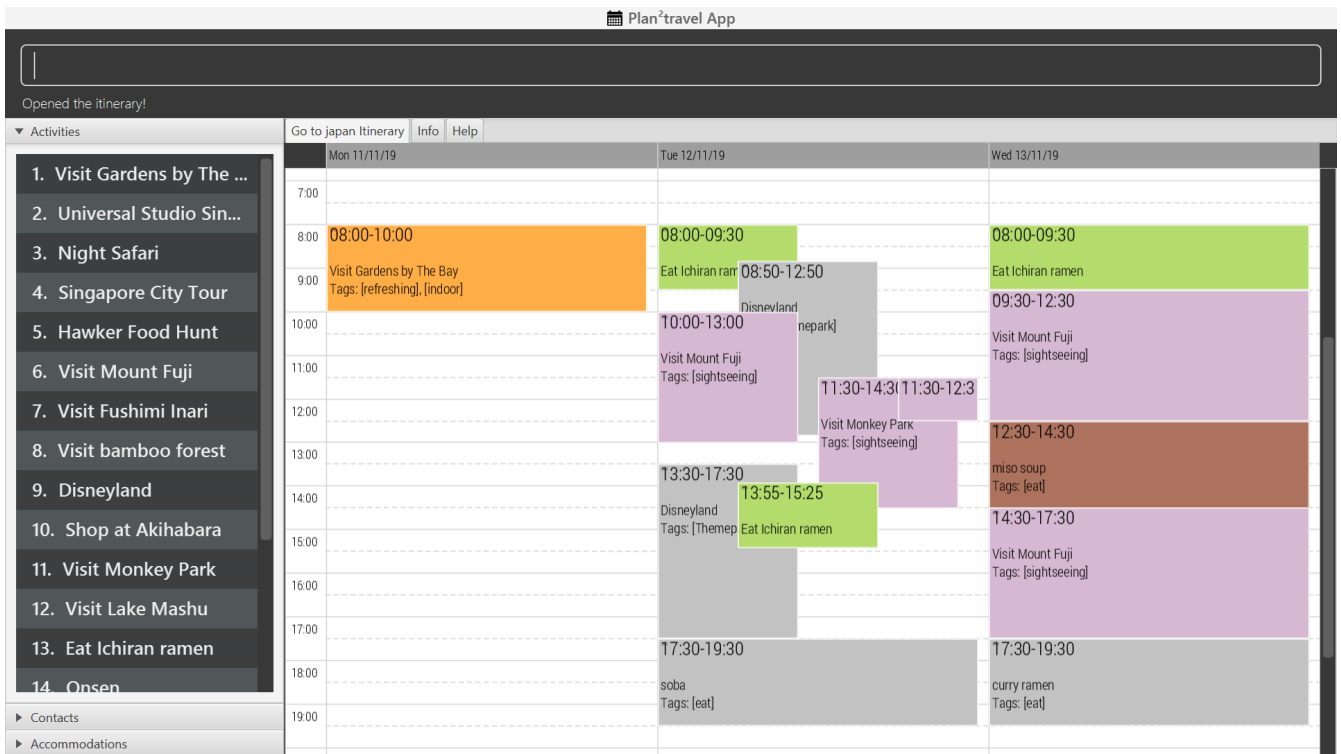 Plan²travel App
Opened the itinerary!
Activities
1. Visit Gardens by The ...
2. Universal Studio Sin...
3. Night Safari
4. Singapore City Tour
5. Hawker Food Hunt
6. Visit Mount Fuji
7. Visit Fushimi Inari
8. Visit bamboo forest
9. Disneyland
10. Shop at Akihabara
11. Visit Monkey Park
12. Visit Lake Mashu
13. Eat Ichiran ramen
14. Onsen
Contacts
Accommodations
Go to japan Itinerary Info Help
Mon 11/11/19 Tue 12/11/19 Wed 13/11/19
7:00
8:00
9:00
10:00
11:00
12:00
13:00
14:00
15:00
16:00
17:00
18:00
19:00
08:00-10:00
Visit Gardens by The Bay
Tags: [refreshing], [indoor]
08:00-09:30
Eat Ichiran ram
08:50-12:50
Disneyland
nepark]
10:00-13:00
Visit Mount Fuji
Tags: [sightseeing]
11:30-14:30
Visit Monkey Park
Tags: [sightseeing]
11:30-12:3
13:30-17:30
Disneyland
Tags: [Themep
13:55-15:25
Eat Ichiran ramen
17:30-19:30
soba
Tags: [eat]
08:00-09:30
Eat Ichiran ramen
09:30-12:30
Visit Mount Fuji
Tags: [sightseeing]
12:30-14:30
miso soup
Tags: [eat]
14:30-17:30
Visit Mount Fuji
Tags: [sightseeing]
17:30-19:30
curry ramen
Tags: [eat]